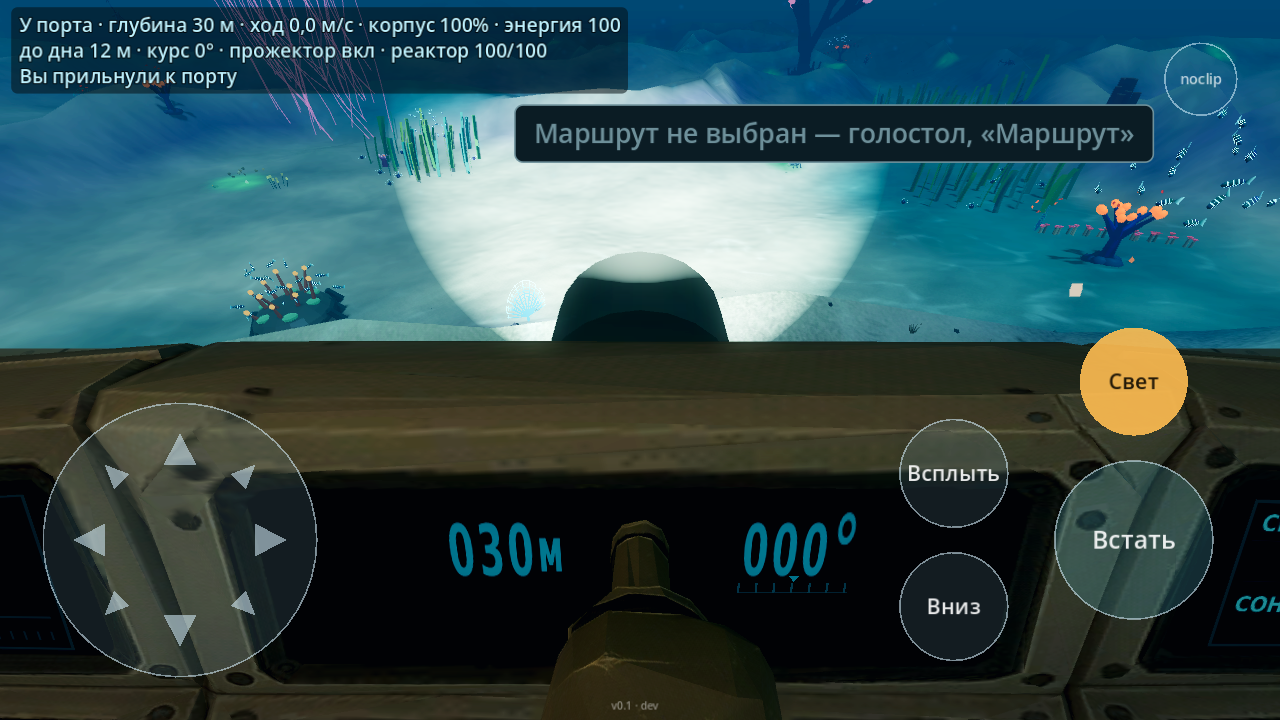 У порта · глубина 30 м · ход 0,0 м/с · корпус 100% · энергия 100
до дна 12 м · курс 0° · прожектор вкл · реактор 100/100
Вы прильнули к порту
noclip
Маршрут не выбран — голостол, «Маршрут»
Свет
Всплыть
Встать
Вниз
030м
000°
v0.1 · dev